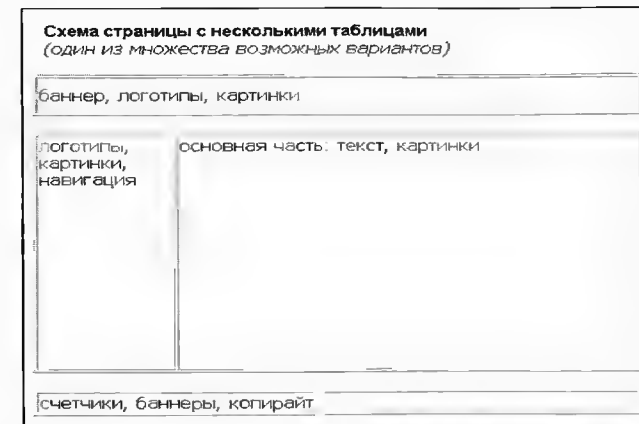 Схема страницы с несколькими таблицами
(один из множества возможных вариантов)
баннер, логотипы, картинки
логотипы,
картинки,
навигация
основная часть: текст, картинки
счетчики, баннеры, копирайт